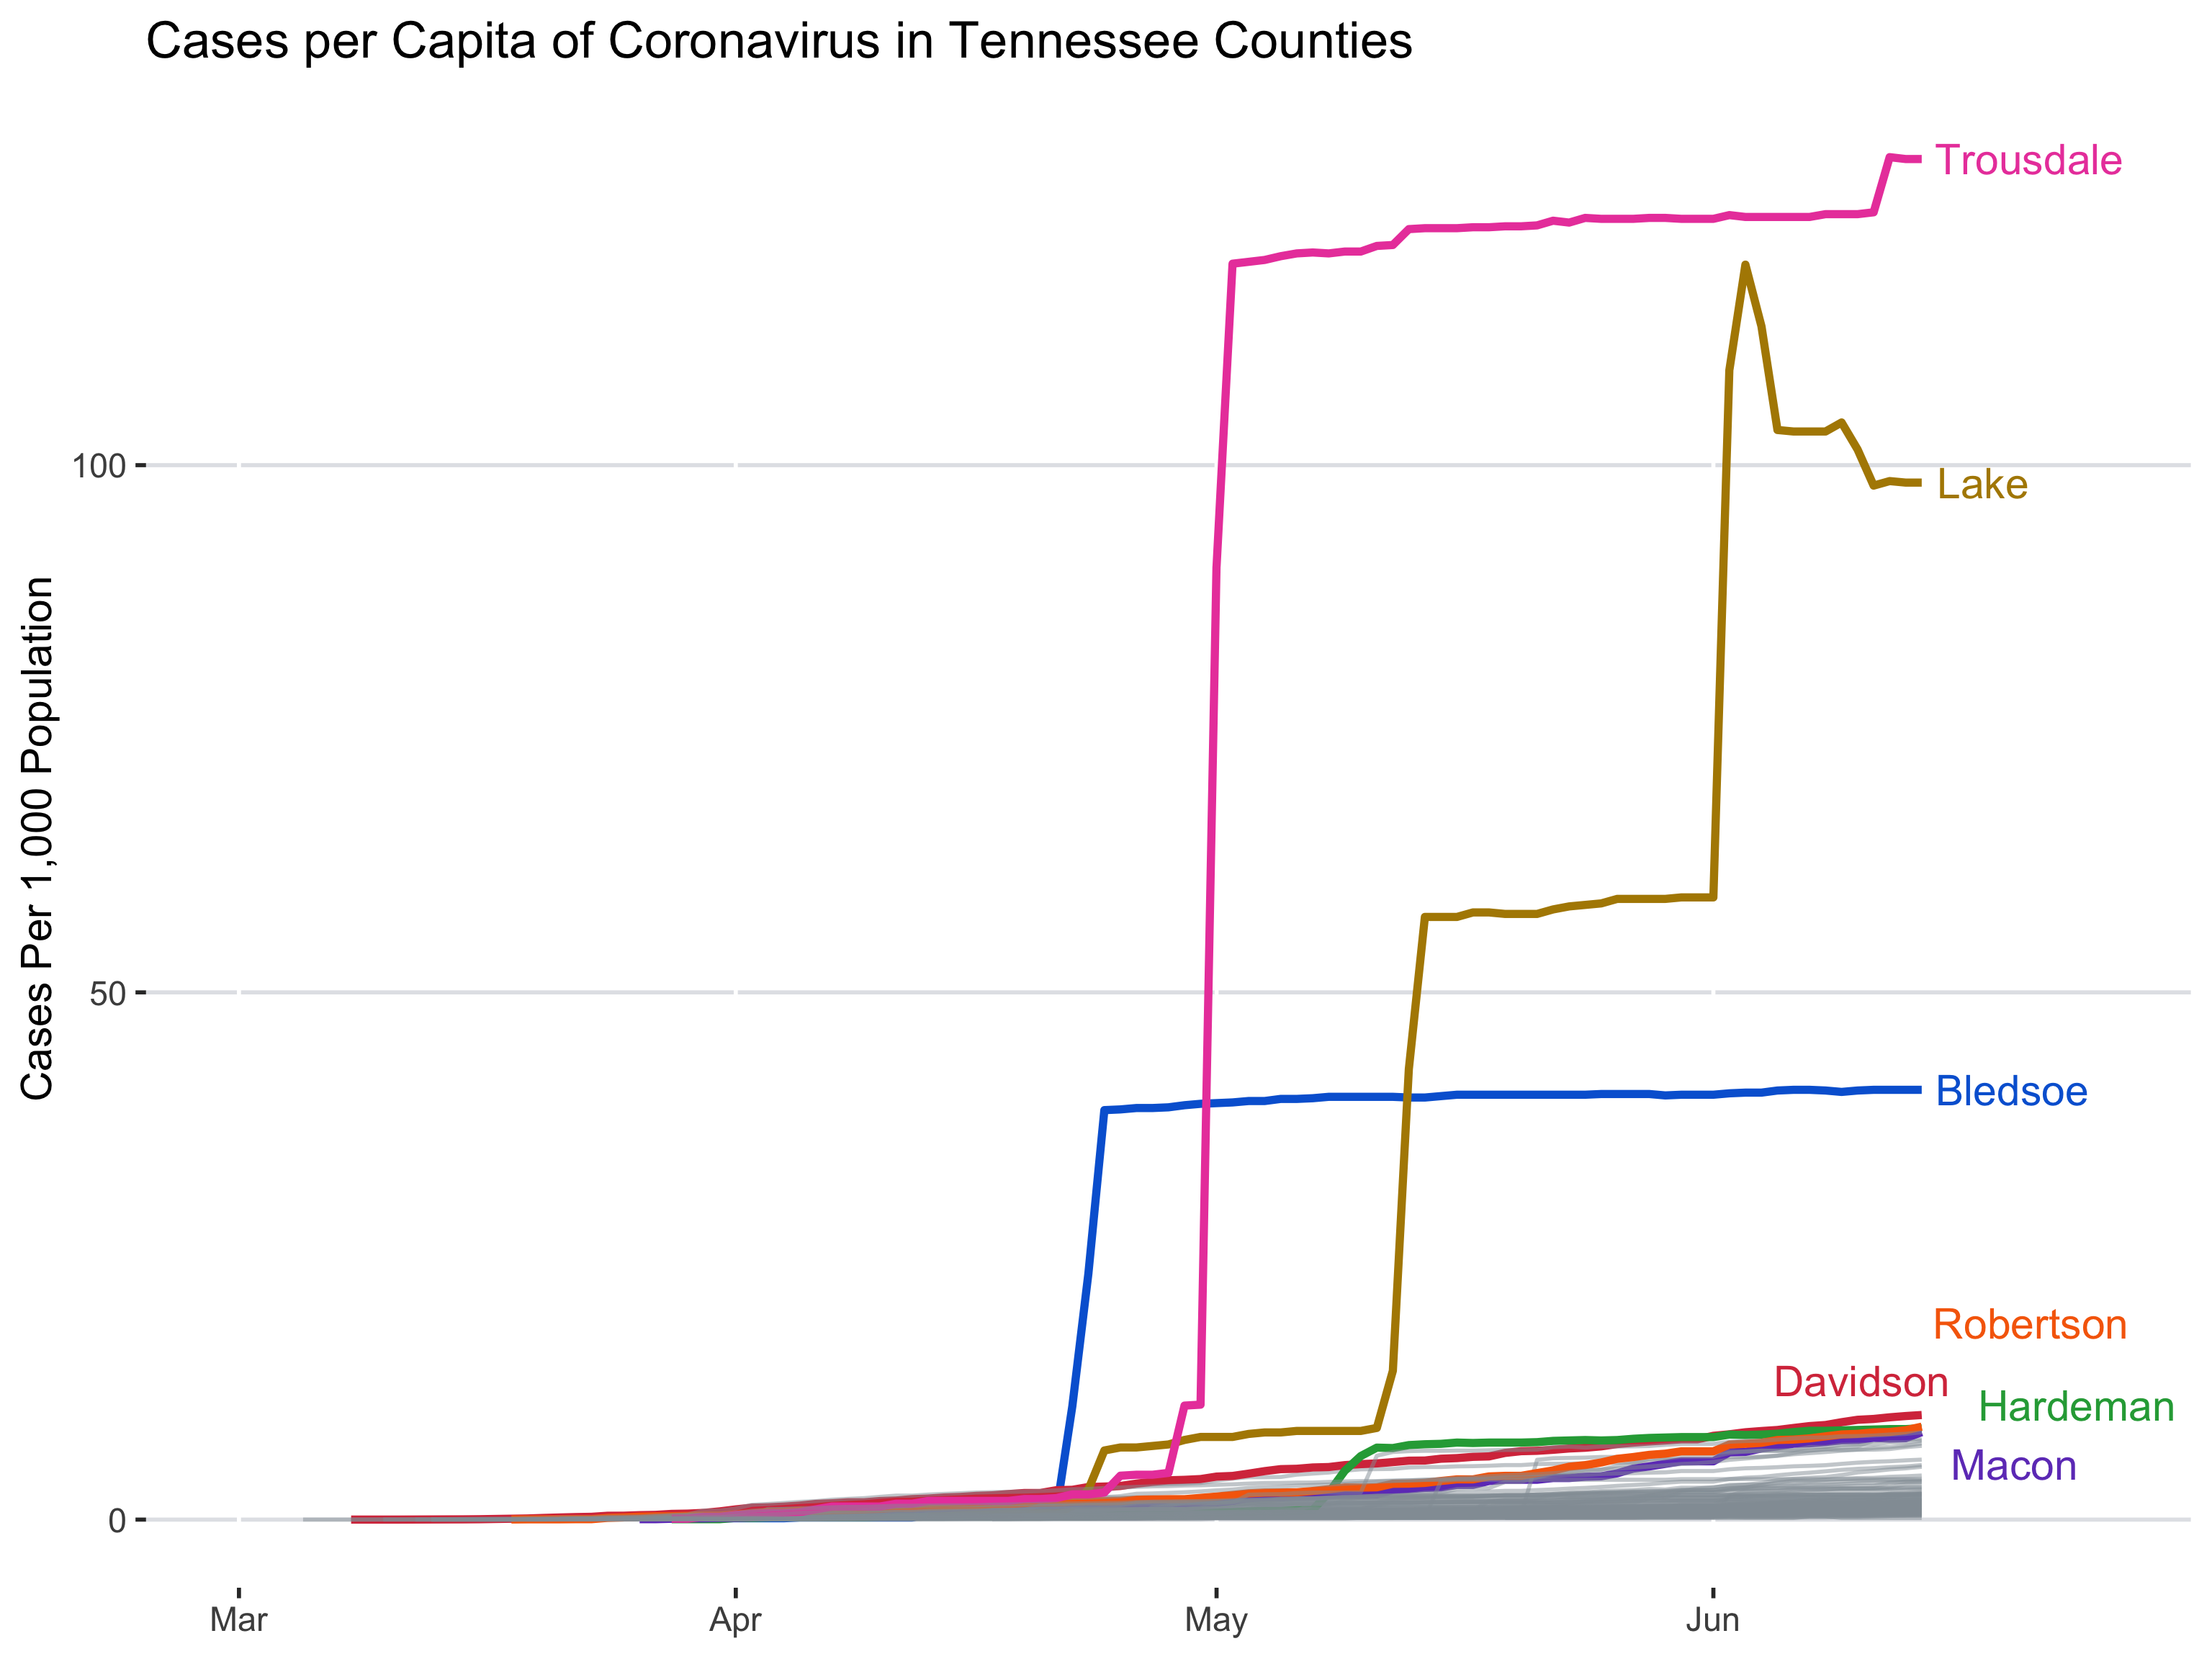 Cases per Capita of Coronavirus in Tennessee Counties
Cases Per 1,000 Population
100
50
0
Trousdale
Lake
Bledsoe
Robertson
Davidson
Hardeman
Macon
Mar
Apr
May
Jun